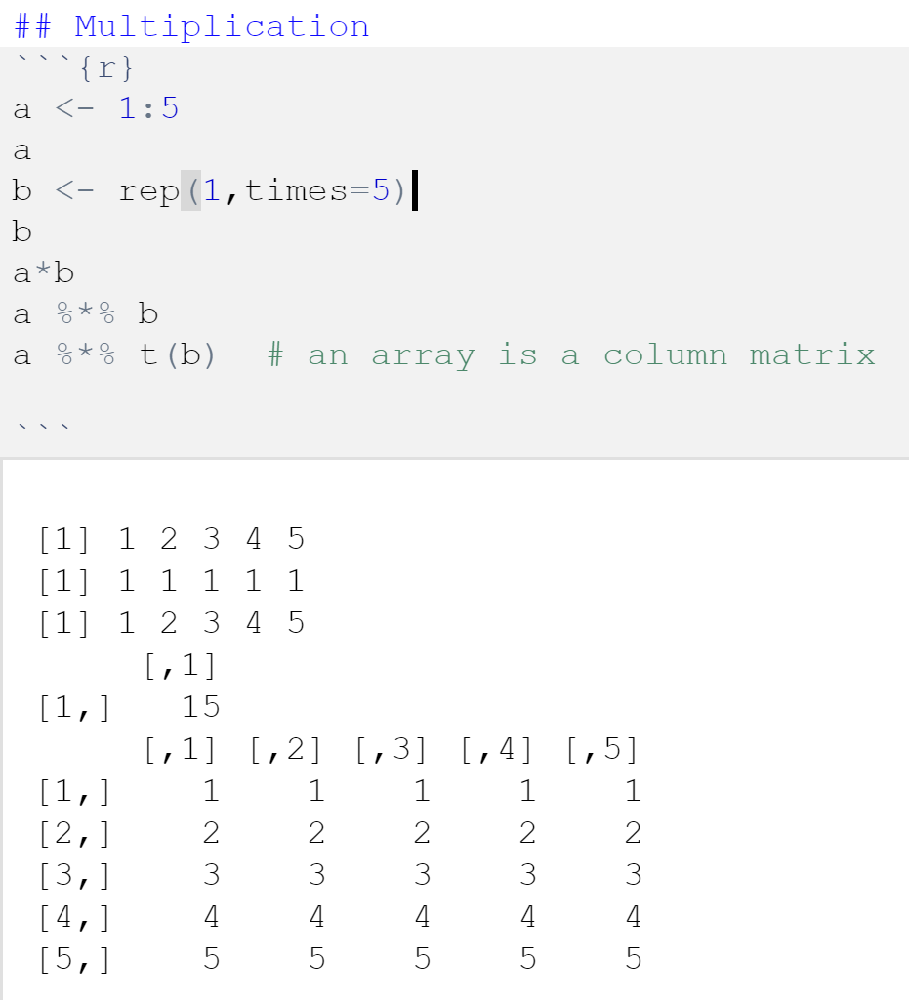 ## Multiplication
```{r}
a <- 1:5
a
b <- rep(1,times=5)
b
a*b
a %*% b
a %*% t(b)  # an array is a column matrix
```
[1] 1 2 3 4 5
[1] 1 1 1 1 1
[1] 1 2 3 4 5
     [,1]
[1,]   15
     [,1] [,2] [,3] [,4] [,5]
[1,]    1    1    1    1    1
[2,]    2    2    2    2    2
[3,]    3    3    3    3    3
[4,]    4    4    4    4    4
[5,]    5    5    5    5    5